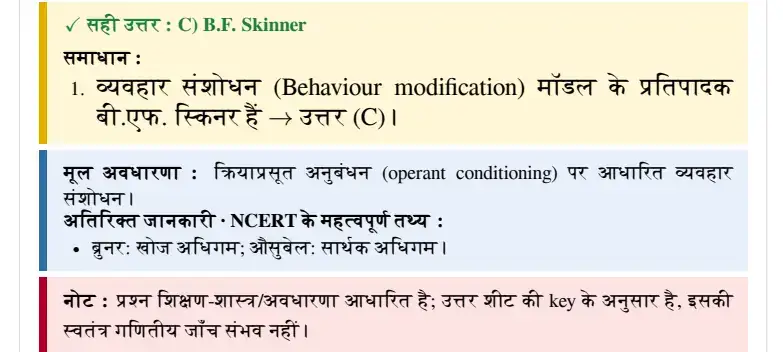 ✓ सही उत्तर : C) B.F. Skinner
समाधान :
1. व्यवहार संशोधन (Behaviour modification) मॉडल के प्रतिपादक
बी.एफ. स्किनर हैं → उत्तर (C)।
मूल अवधारणा : क्रियाप्रसूत अनुबंधन (operant conditioning) पर आधारित व्यवहार
संशोधन।
अतिरिक्त जानकारी · NCERT के महत्वपूर्ण तथ्य :
• ब्रुनर: खोज अधिगम; औसुबेल: सार्थक अधिगम।
नोट : प्रश्न शिक्षण-शास्त्र/अवधारणा आधारित है; उत्तर शीट की key के अनुसार है, इसकी
स्वतंत्र गणितीय जाँच संभव नहीं।